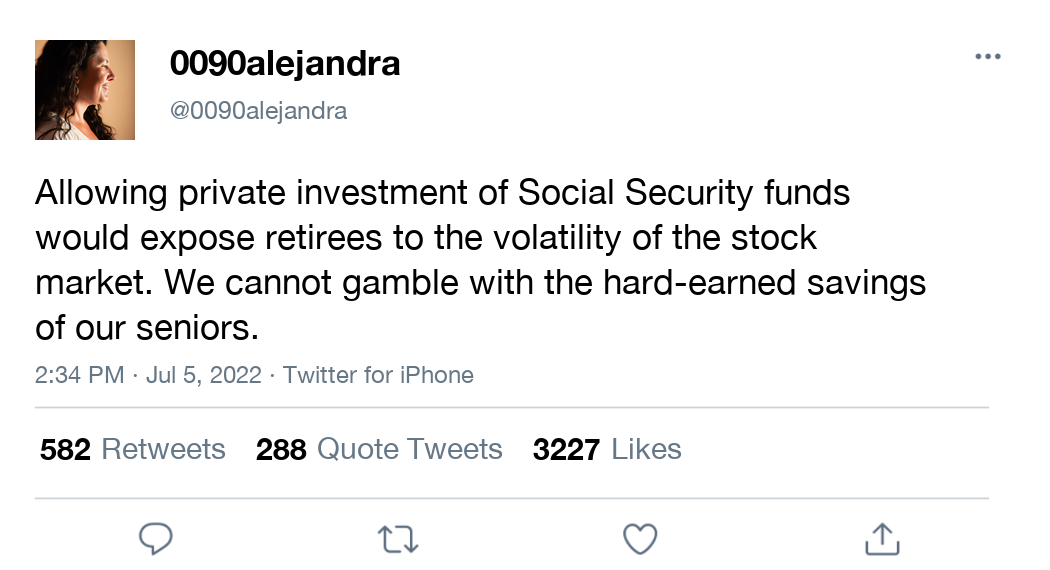 0090alejandra
@0090alejandra
Allowing private investment of Social Security funds
would expose retirees to the volatility of the stock
market. We cannot gamble with the hard-earned savings
of our seniors.
2:34 PM · Jul 5, 2022 · Twitter for iPhone
582 Retweets 288 Quote Tweets 3227 Likes